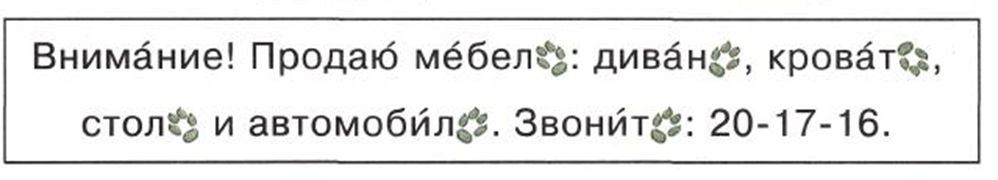 Внима́ние! Продаю́ ме́бел: дива́н, крова́т,
стол и автомоби́л. Звони́т: 20-17-16.